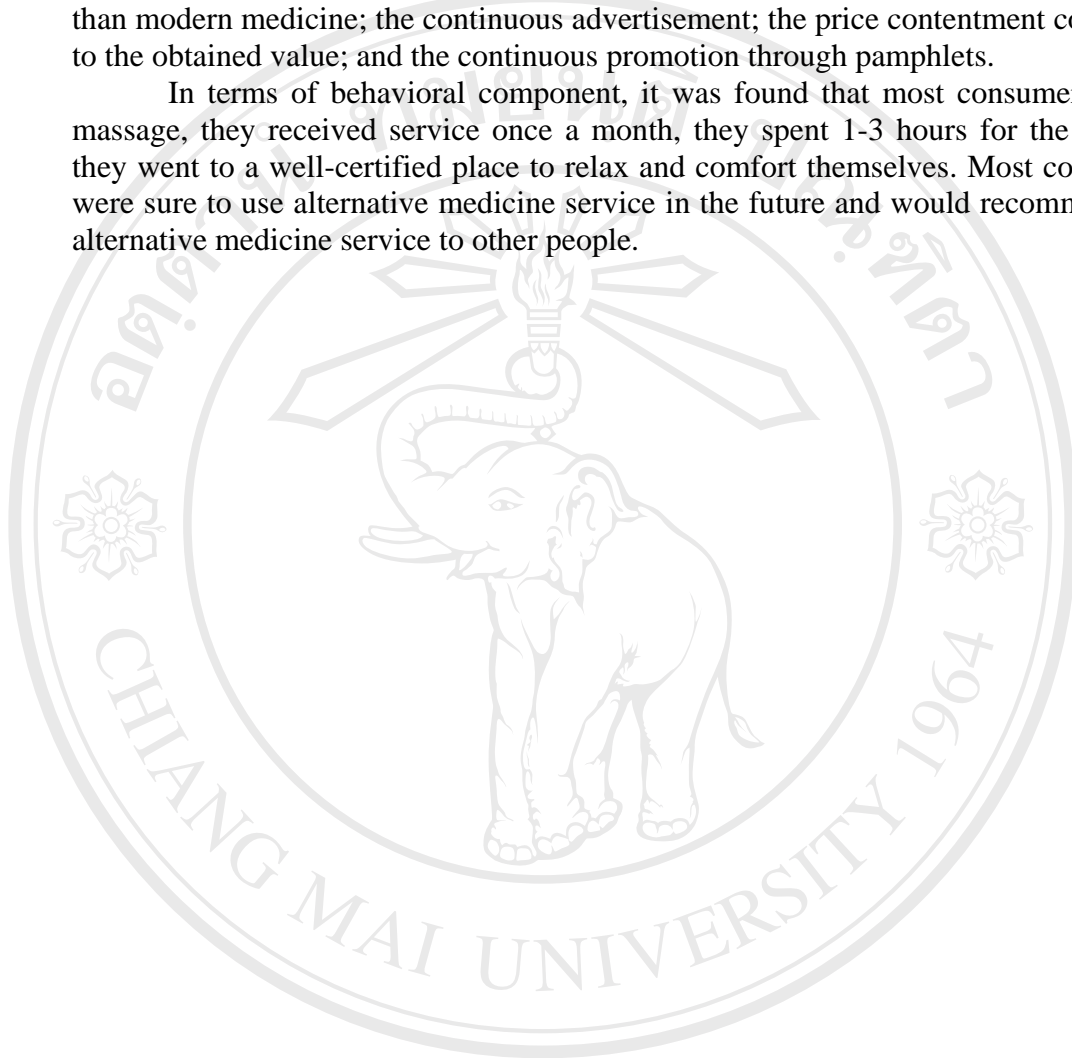 than modern medicine; the continuous advertisement; the price contentment co
to the obtained value; and the continuous promotion through pamphlets.
In terms of behavioral component, it was found that most consume
massage, they received service once a month, they spent 1-3 hours for the
they went to a well-certified place to relax and comfort themselves. Most co
were sure to use alternative medicine service in the future and would recomm
alternative medicine service to other people.
CHIANG MAI UNIVERSITY 1964